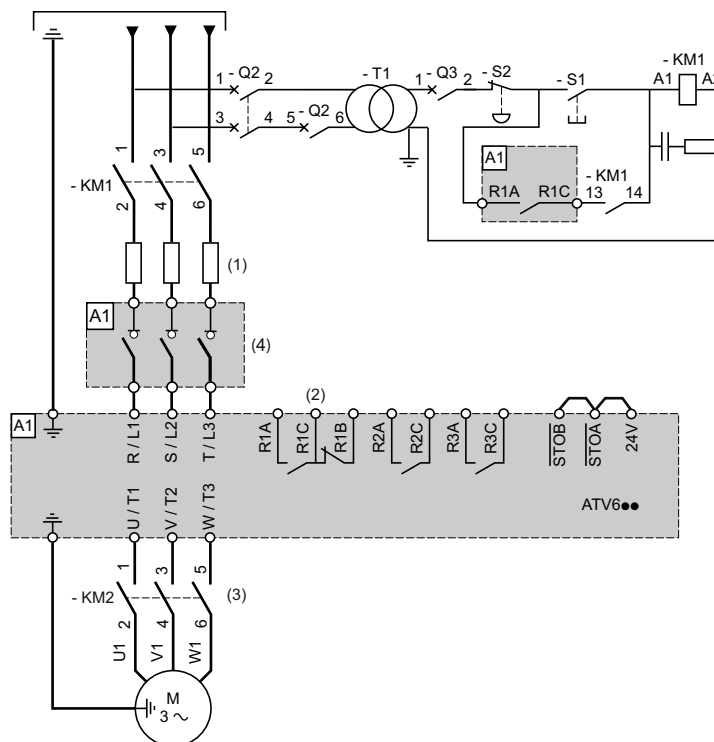 1 - Q2 2
- T1
1 - Q3 2
- S2
- S1
- KM1
A1 A2
3 4 5 - Q2 6
1 3 5
- KM1
2 4 6
A1
R1A R1C
- KM1
13 14
(1)
A1
(4)
(2)
A1
R / L1
S / L2
T / L3
R1A
R1C
R1B
R2A
R2C
R3A
R3C
STOB
STOA
24V
U / T1
V / T2
W / T3
ATV6●●
1 3 5
- KM2
(3)
2 4 6
U1 V1 W1
M
3 ~